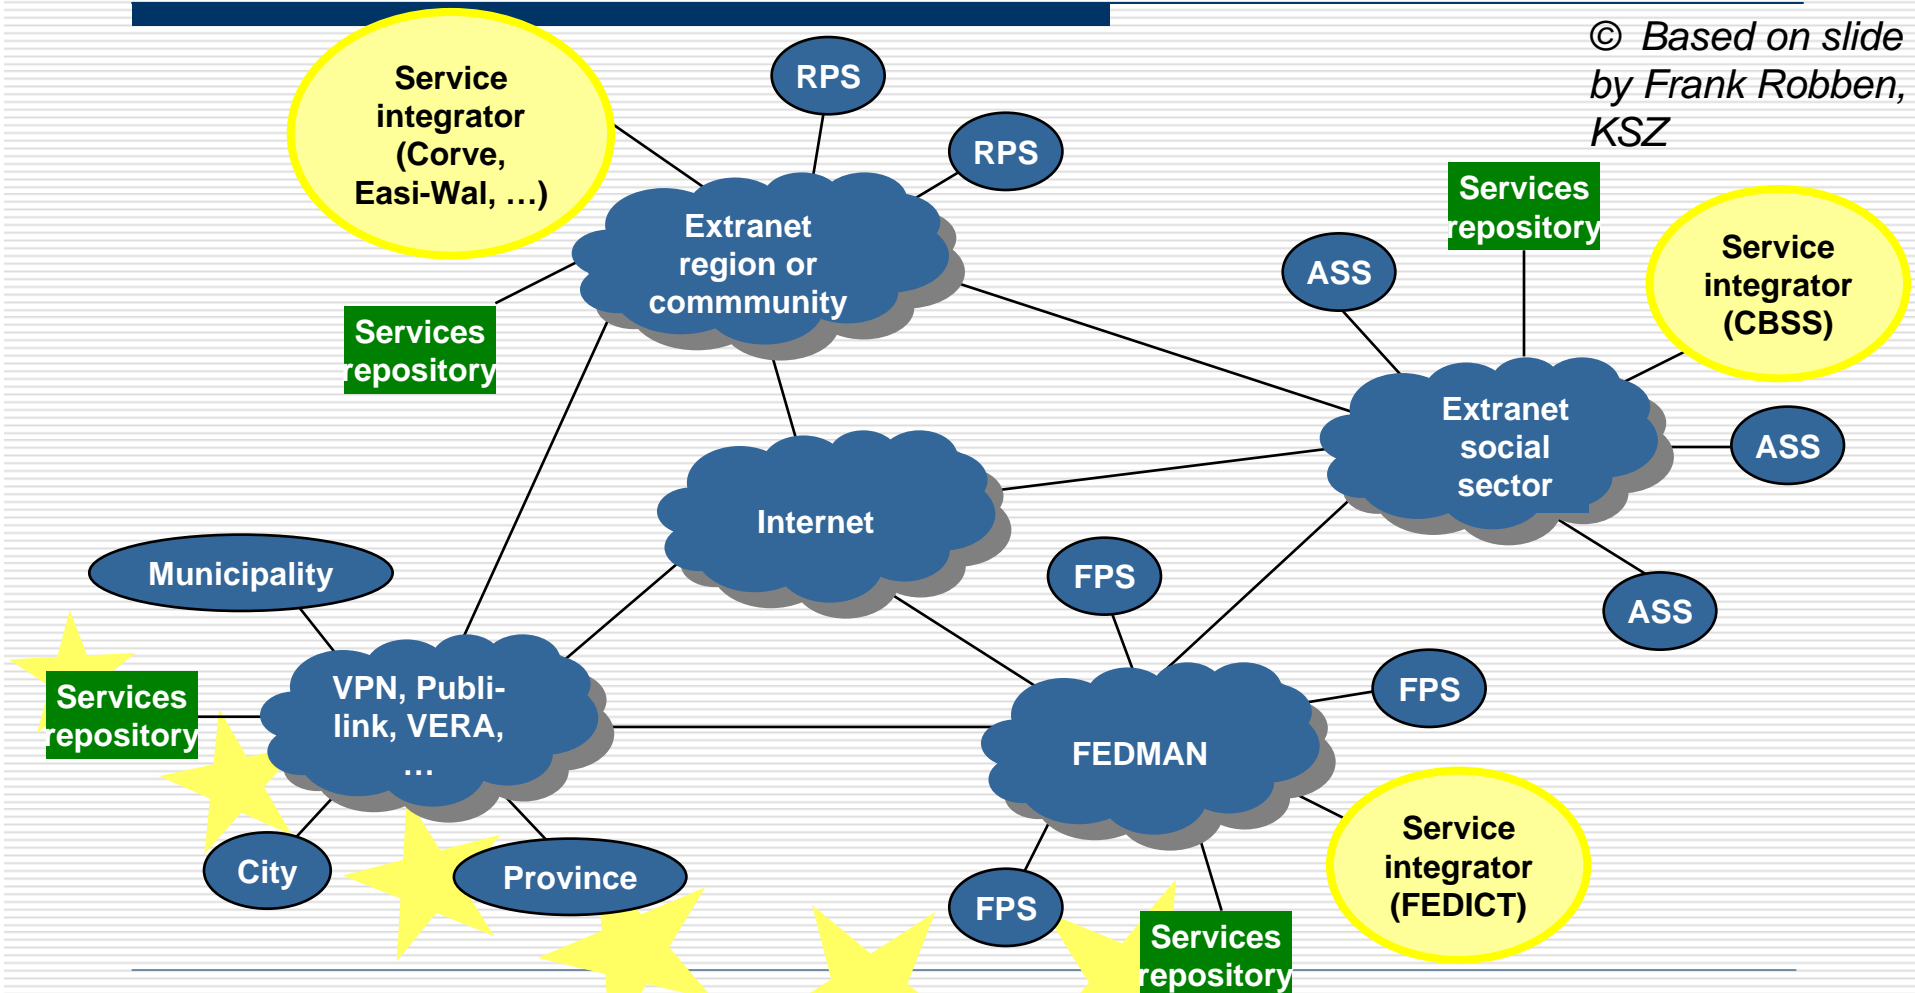 © Based on slide
by Frank Robben,
KSZ
Service
integrator
(Corve,
Easi-Wal, …)
RPS
RPS
Extranet
region or
commmunity
Services
repository
Services
repository
ASS
Service
integrator
(CBSS)
Extranet
social
sector
ASS
ASS
Internet
Municipality
FPS
FPS
Services
repository
VPN, Publi-
link, VERA,
…
FEDMAN
City
Province
FPS
Services
repository
Service
integrator
(FEDICT)